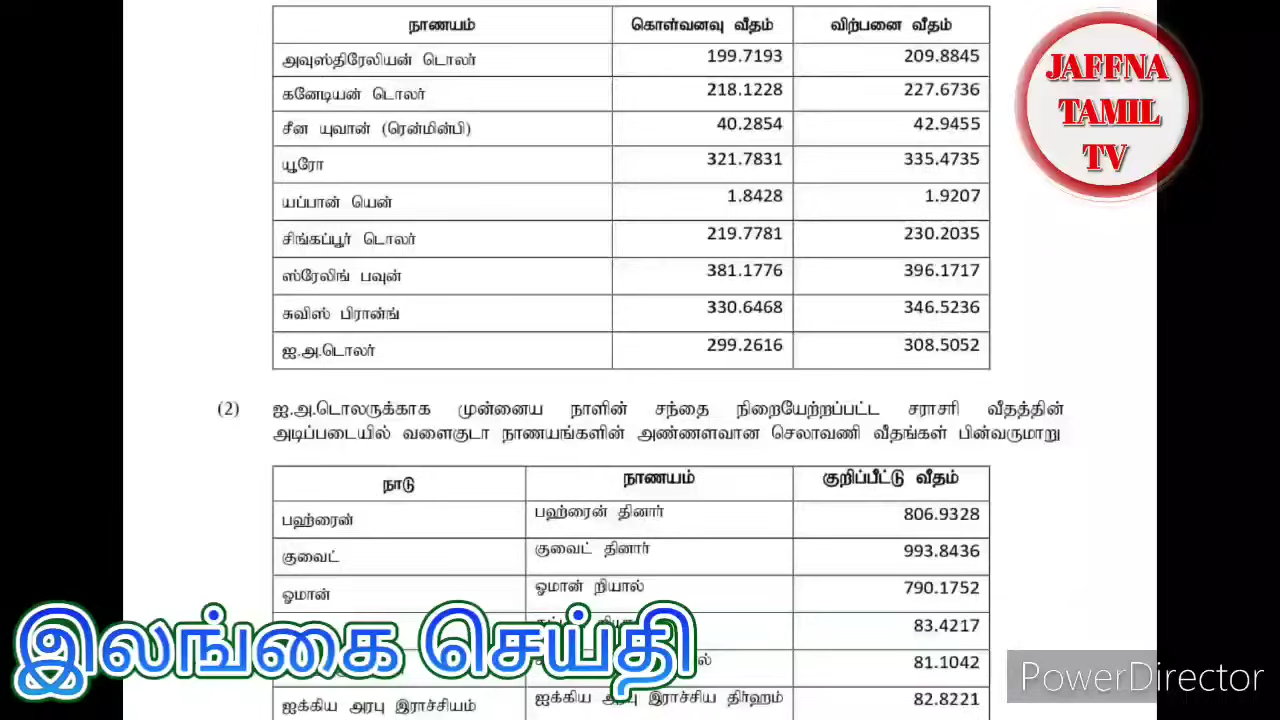 நாணயம் கொள்வனவு வீதம் விற்பனை வீதம்
அவுஸ்திரேலியன் டொலர் 199.7193 209.8845
கனேடியன் டொலர் 218.1228 227.6736
சீன யுவான் (ரென்மின்பி) 40.2854 42.9455
யூரோ 321.7831 335.4735
யப்பான் யென் 1.8428 1.9207
சிங்கப்பூர் டொலர் 219.7781 230.2035
ஸ்ரேலிங் பவுன் 381.1776 396.1717
சுவிஸ் பிரான்ங் 330.6468 346.5236
ஐ.அ.டொலர் 299.2616 308.5052
JAFFNA
TAMIL
TV
(2) ஐ.அ.டொலருக்காக முன்னைய நாளின் சந்தை நிறையேற்றப்பட்ட சராசரி வீதத்தின்
அடிப்படையில் வளைகுடா நாணயங்களின் அண்ணளவான செலாவணி வீதங்கள் பின்வருமாறு
நாடு நாணயம் குறிப்பீட்டு வீதம்
பஹ்ரைன் பஹ்ரைன் தினார் 806.9328
குவைட் குவைட் தினார் 993.8436
ஓமான் ஓமான் றியால் 790.1752
83.4217
81.1042
ஐக்கிய அரபு இராச்சியம் ஐக்கிய அரபு இராச்சிய திர்ஹம் 82.8221
இலங்கை செய்தி
PowerDirector